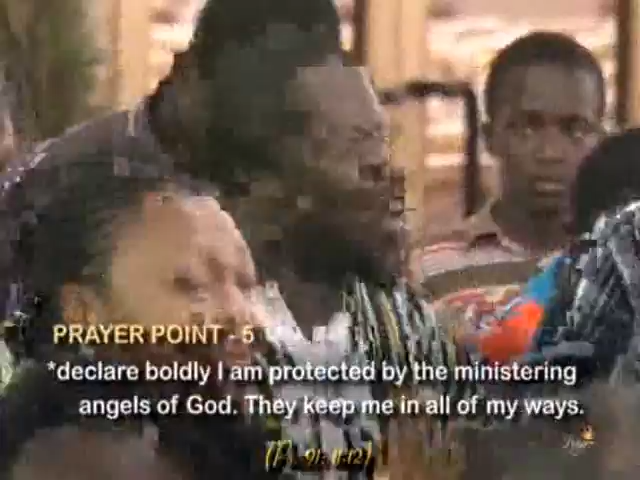 PRAYER POINT - 5
*declare boldly I am protected by the ministering
angels of God. They keep me in all of my ways.